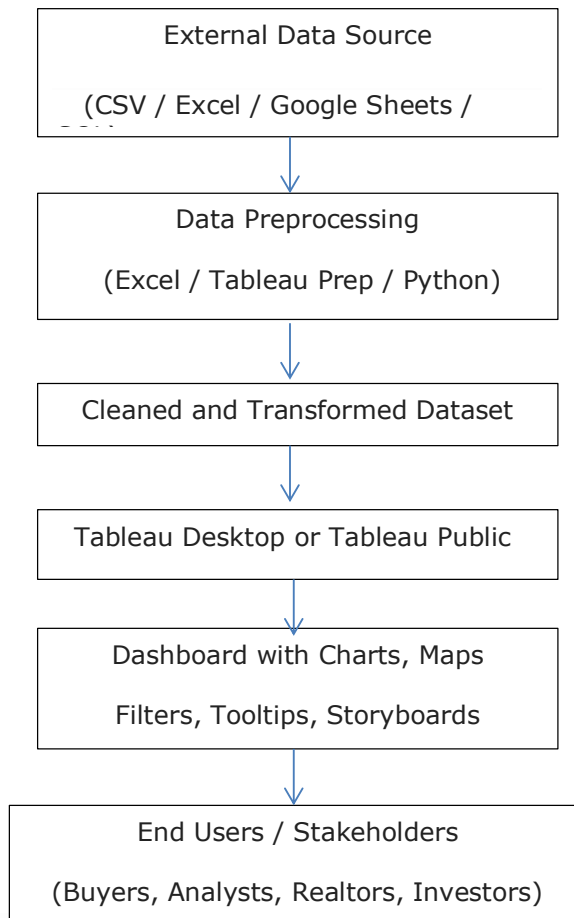 External Data Source
(CSV / Excel / Google Sheets /
Data Preprocessing
(Excel / Tableau Prep / Python)
Cleaned and Transformed Dataset
Tableau Desktop or Tableau Public
Dashboard with Charts, Maps
Filters, Tooltips, Storyboards
End Users / Stakeholders
(Buyers, Analysts, Realtors, Investors)